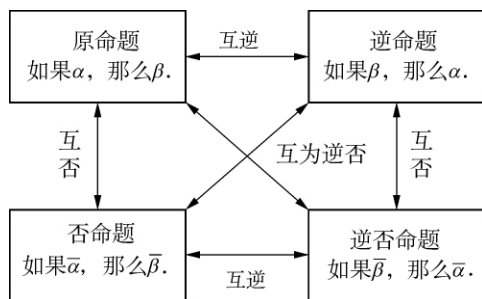 原命题
如果α，那么β.
互逆
逆命题
如果β，那么α.
互
否
互为逆否
互
否
否命题
如果α̅，那么β̅.
互逆
逆否命题
如果β̅，那么α̅.